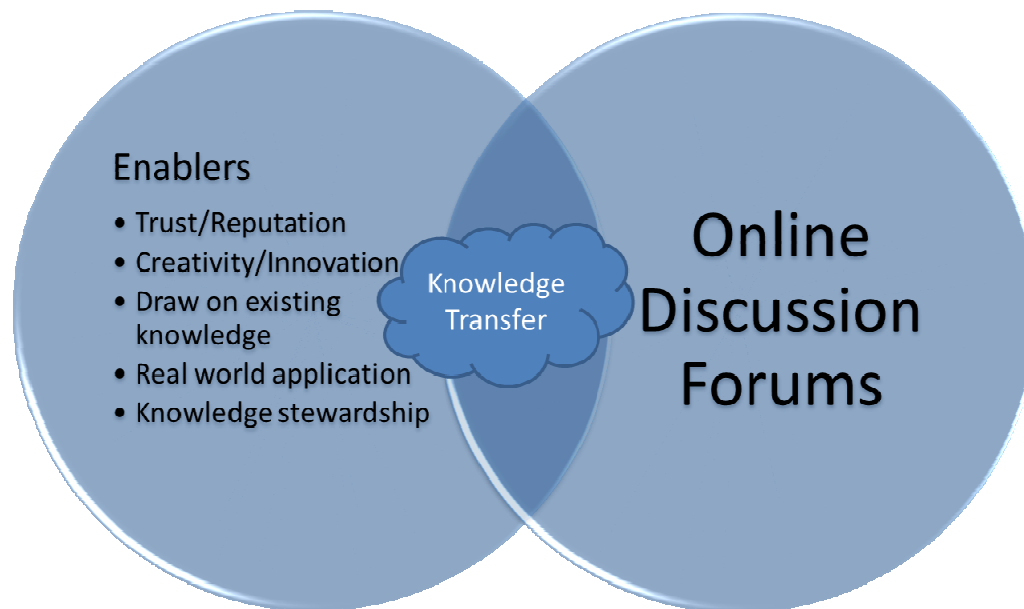 Enablers
• Trust/Reputation
• Creativity/Innovation
• Draw on existing
knowledge
• Real world application
• Knowledge stewardship
Knowledge
Transfer
Online
Discussion
Forums